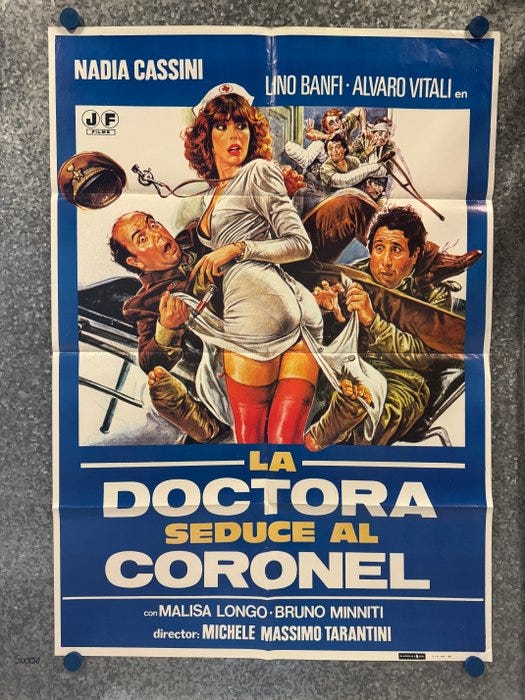 NADIA CASSINI
LINO BANFI · ALVARO VITALI en
JF
FILMS
LA
DOCTORA
SEDUCE AL
CORONEL
con MALISA LONGO · BRUNO MINNITI
director: MICHELE MASSIMO TARANTINI